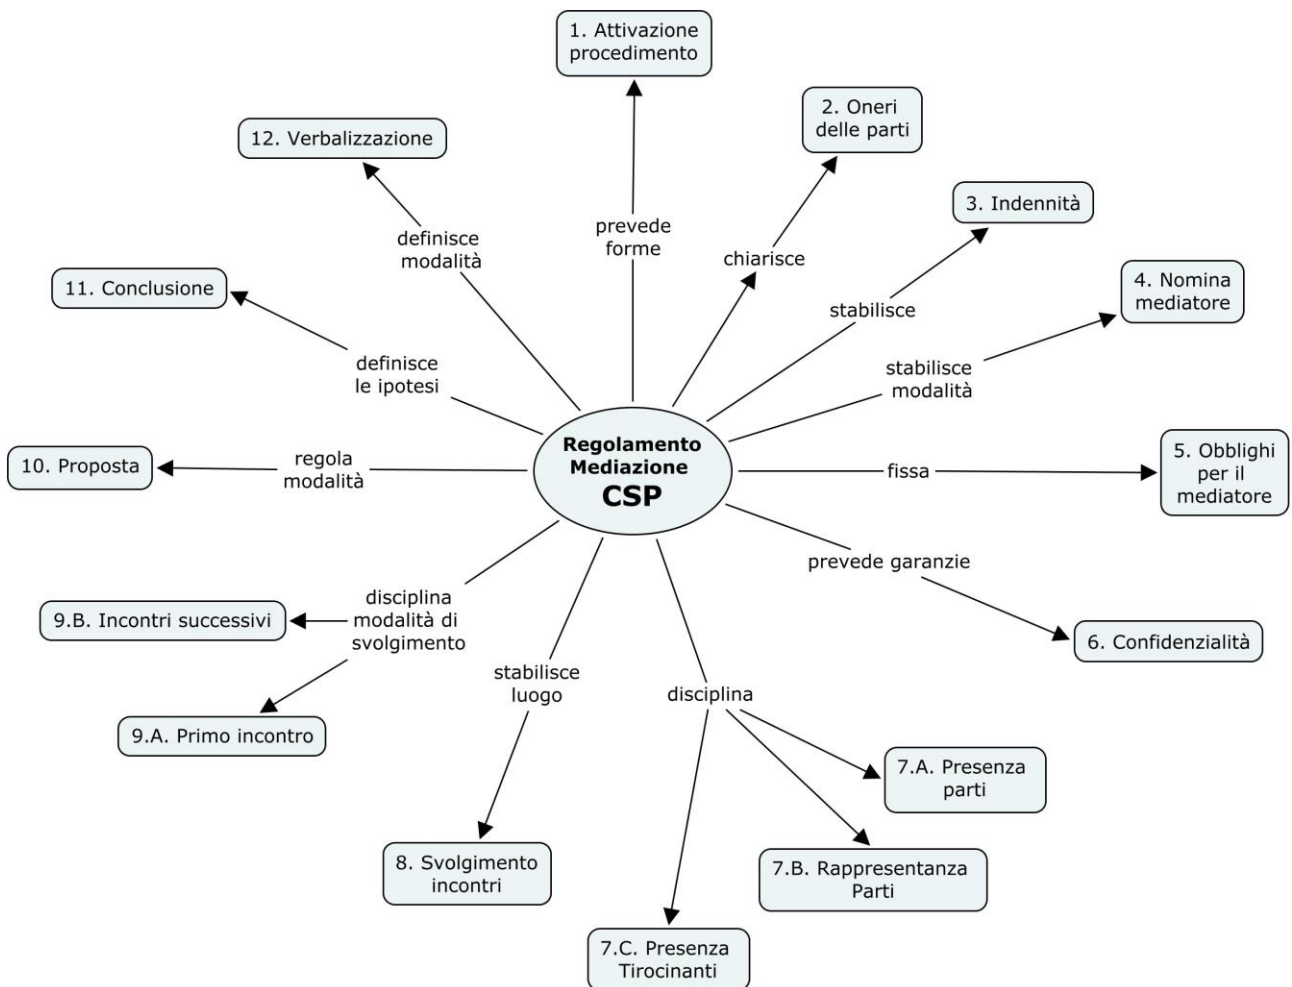 1. Attivazione
procedimento
2. Oneri
delle parti
12. Verbalizzazione
3. Indennità
prevede
forme
definisce
modalità
chiarisce
4. Nomina
mediatore
11. Conclusione
stabilisce
definisce
le ipotesi
stabilisce
modalità
Regolamento
Mediazione
CSP
10. Proposta
regola
modalità
fissa
5. Obblighi
per il
mediatore
prevede garanzie
9.B. Incontri successivi
disciplina
modalità di
svolgimento
6. Confidenzialità
stabilisce
luogo
disciplina
9.A. Primo incontro
7.A. Presenza
parti
8. Svolgimento
incontri
7.B. Rappresentanza
Parti
7.C. Presenza
Tirocinanti